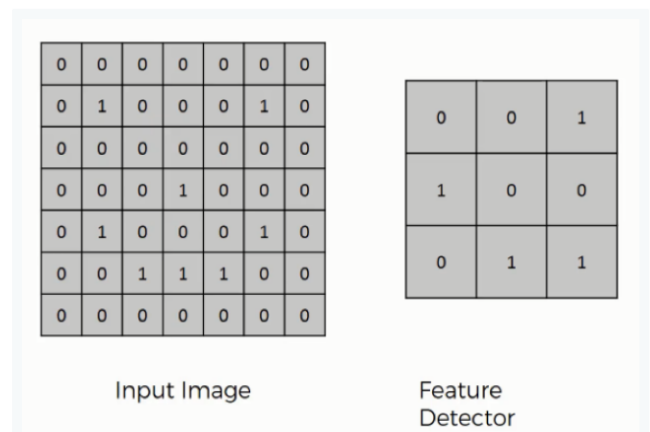 0 0 0 0 0 0 0
0 1 0 0 0 1 0
0 0 0 0 0 0 0
0 0 0 1 0 0 0
0 1 0 0 0 1 0
0 0 1 1 1 0 0
0 0 0 0 0 0 0
Input Image
0 0 1
1 0 0
0 1 1
Feature
Detector